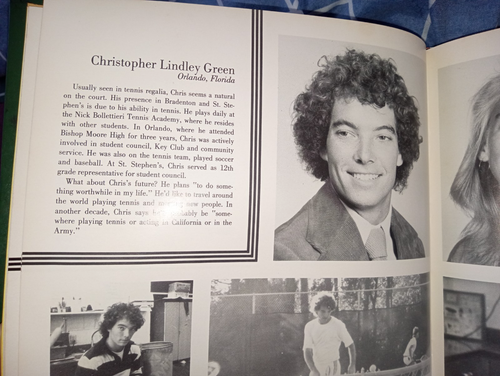 Christopher Lindley Green
Orlando, Florida
Usually seen in tennis regalia, Chris seems a natural
on the court. His presence in Bradenton and St. Ste-
phen's is due to his ability in tennis. He plays daily at
the Nick Bollettieri Tennis Academy, where he resides
with other students. In Orlando, where he attended
Bishop Moore High for three years, Chris was actively
involved in student council, Key Club and community
service. He was also on the tennis team, played soccer
and baseball. At St. Stephen's, Chris served as 12th
grade representative for student council.
What about Chris's future? He plans "to do some-
thing worthwhile in my life." He'd like to travel around
the world playing tennis and new people. In
another decade, Chris says be "some-
where playing tennis or acting in California or in the
Army."